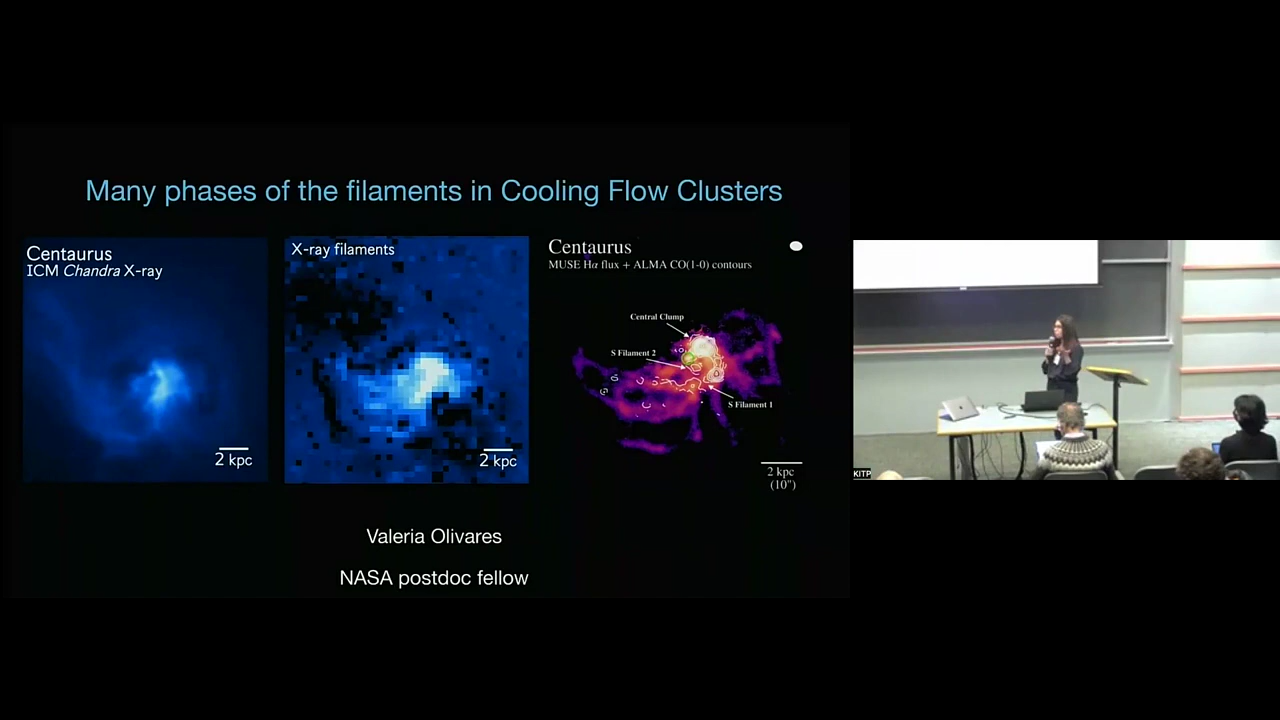 Many phases of the filaments in Cooling Flow Clusters
Centaurus
ICM Chandra X-ray
2 kpc
X-ray filaments
2 kpc
Centaurus
MUSE Hα flux + ALMA CO(1-0) contours
Central Clump
S Filament 2
S Filament 1
2 kpc
(10")
Valeria Olivares
NASA postdoc fellow
KITP